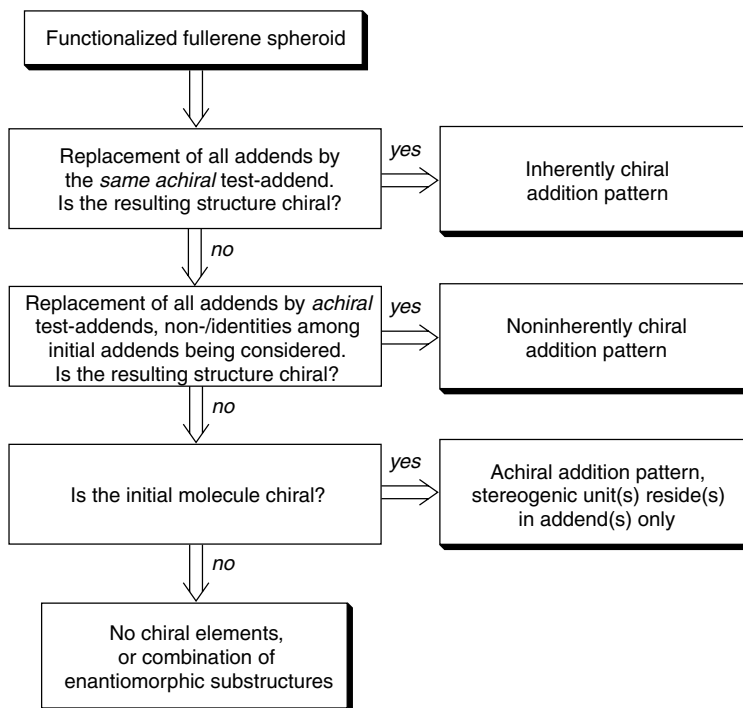 Functionalized fullerene spheroid
Replacement of all addends by
the same achiral test-addend.
Is the resulting structure chiral?
yes
Inherently chiral
addition pattern
no
Replacement of all addends by achiral
test-addends, non-/identities among
initial addends being considered.
Is the resulting structure chiral?
yes
Noninherently chiral
addition pattern
no
Is the initial molecule chiral?
yes
Achiral addition pattern,
stereogenic unit(s) reside(s)
in addend(s) only
no
No chiral elements,
or combination of
enantiomorphic substructures